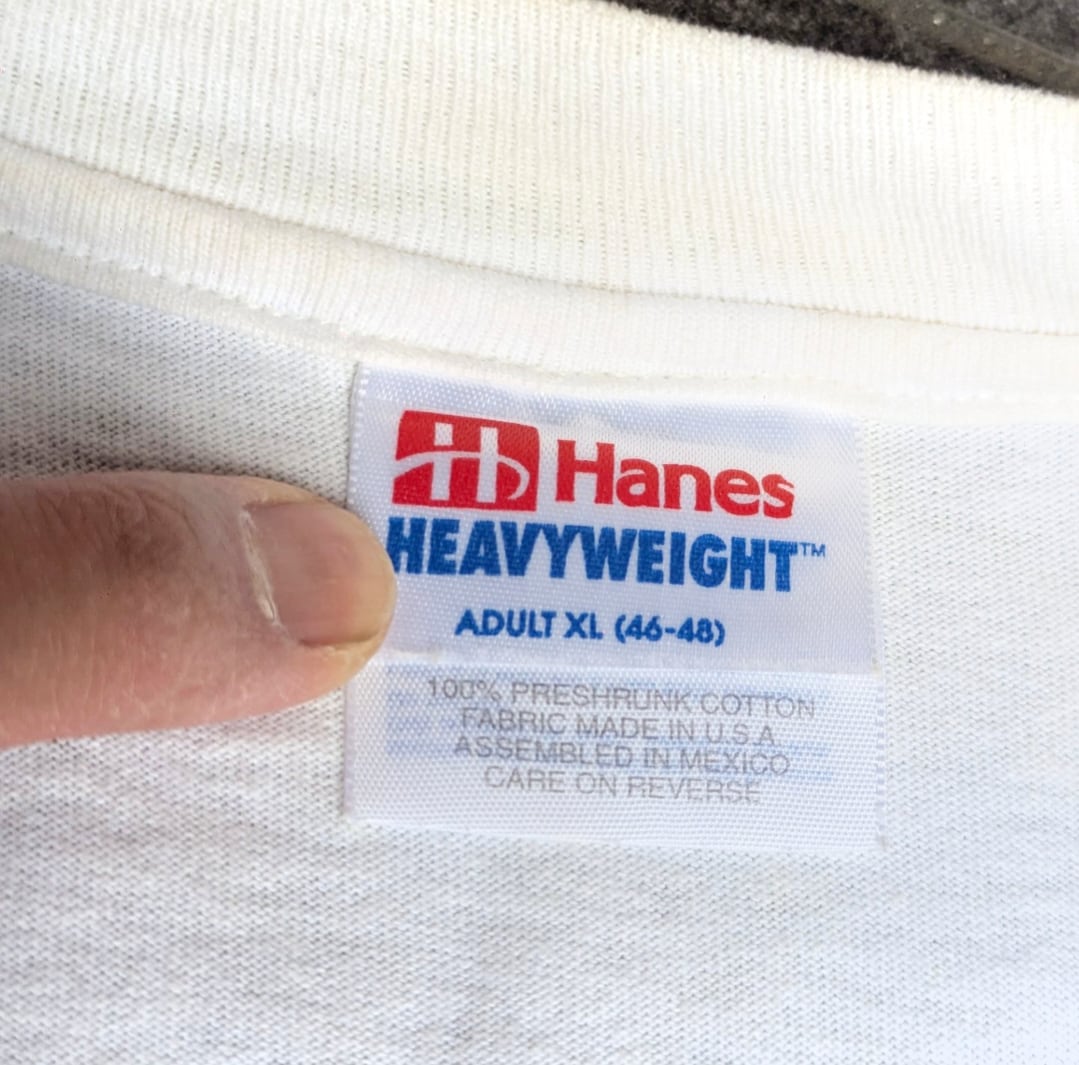 H Hanes
HEAVYWEIGHT™
ADULT XL (46-48)
100% PRESHRUNK COTTON
FABRIC MADE IN U.S.A.
ASSEMBLED IN MEXICO
CARE ON REVERSE